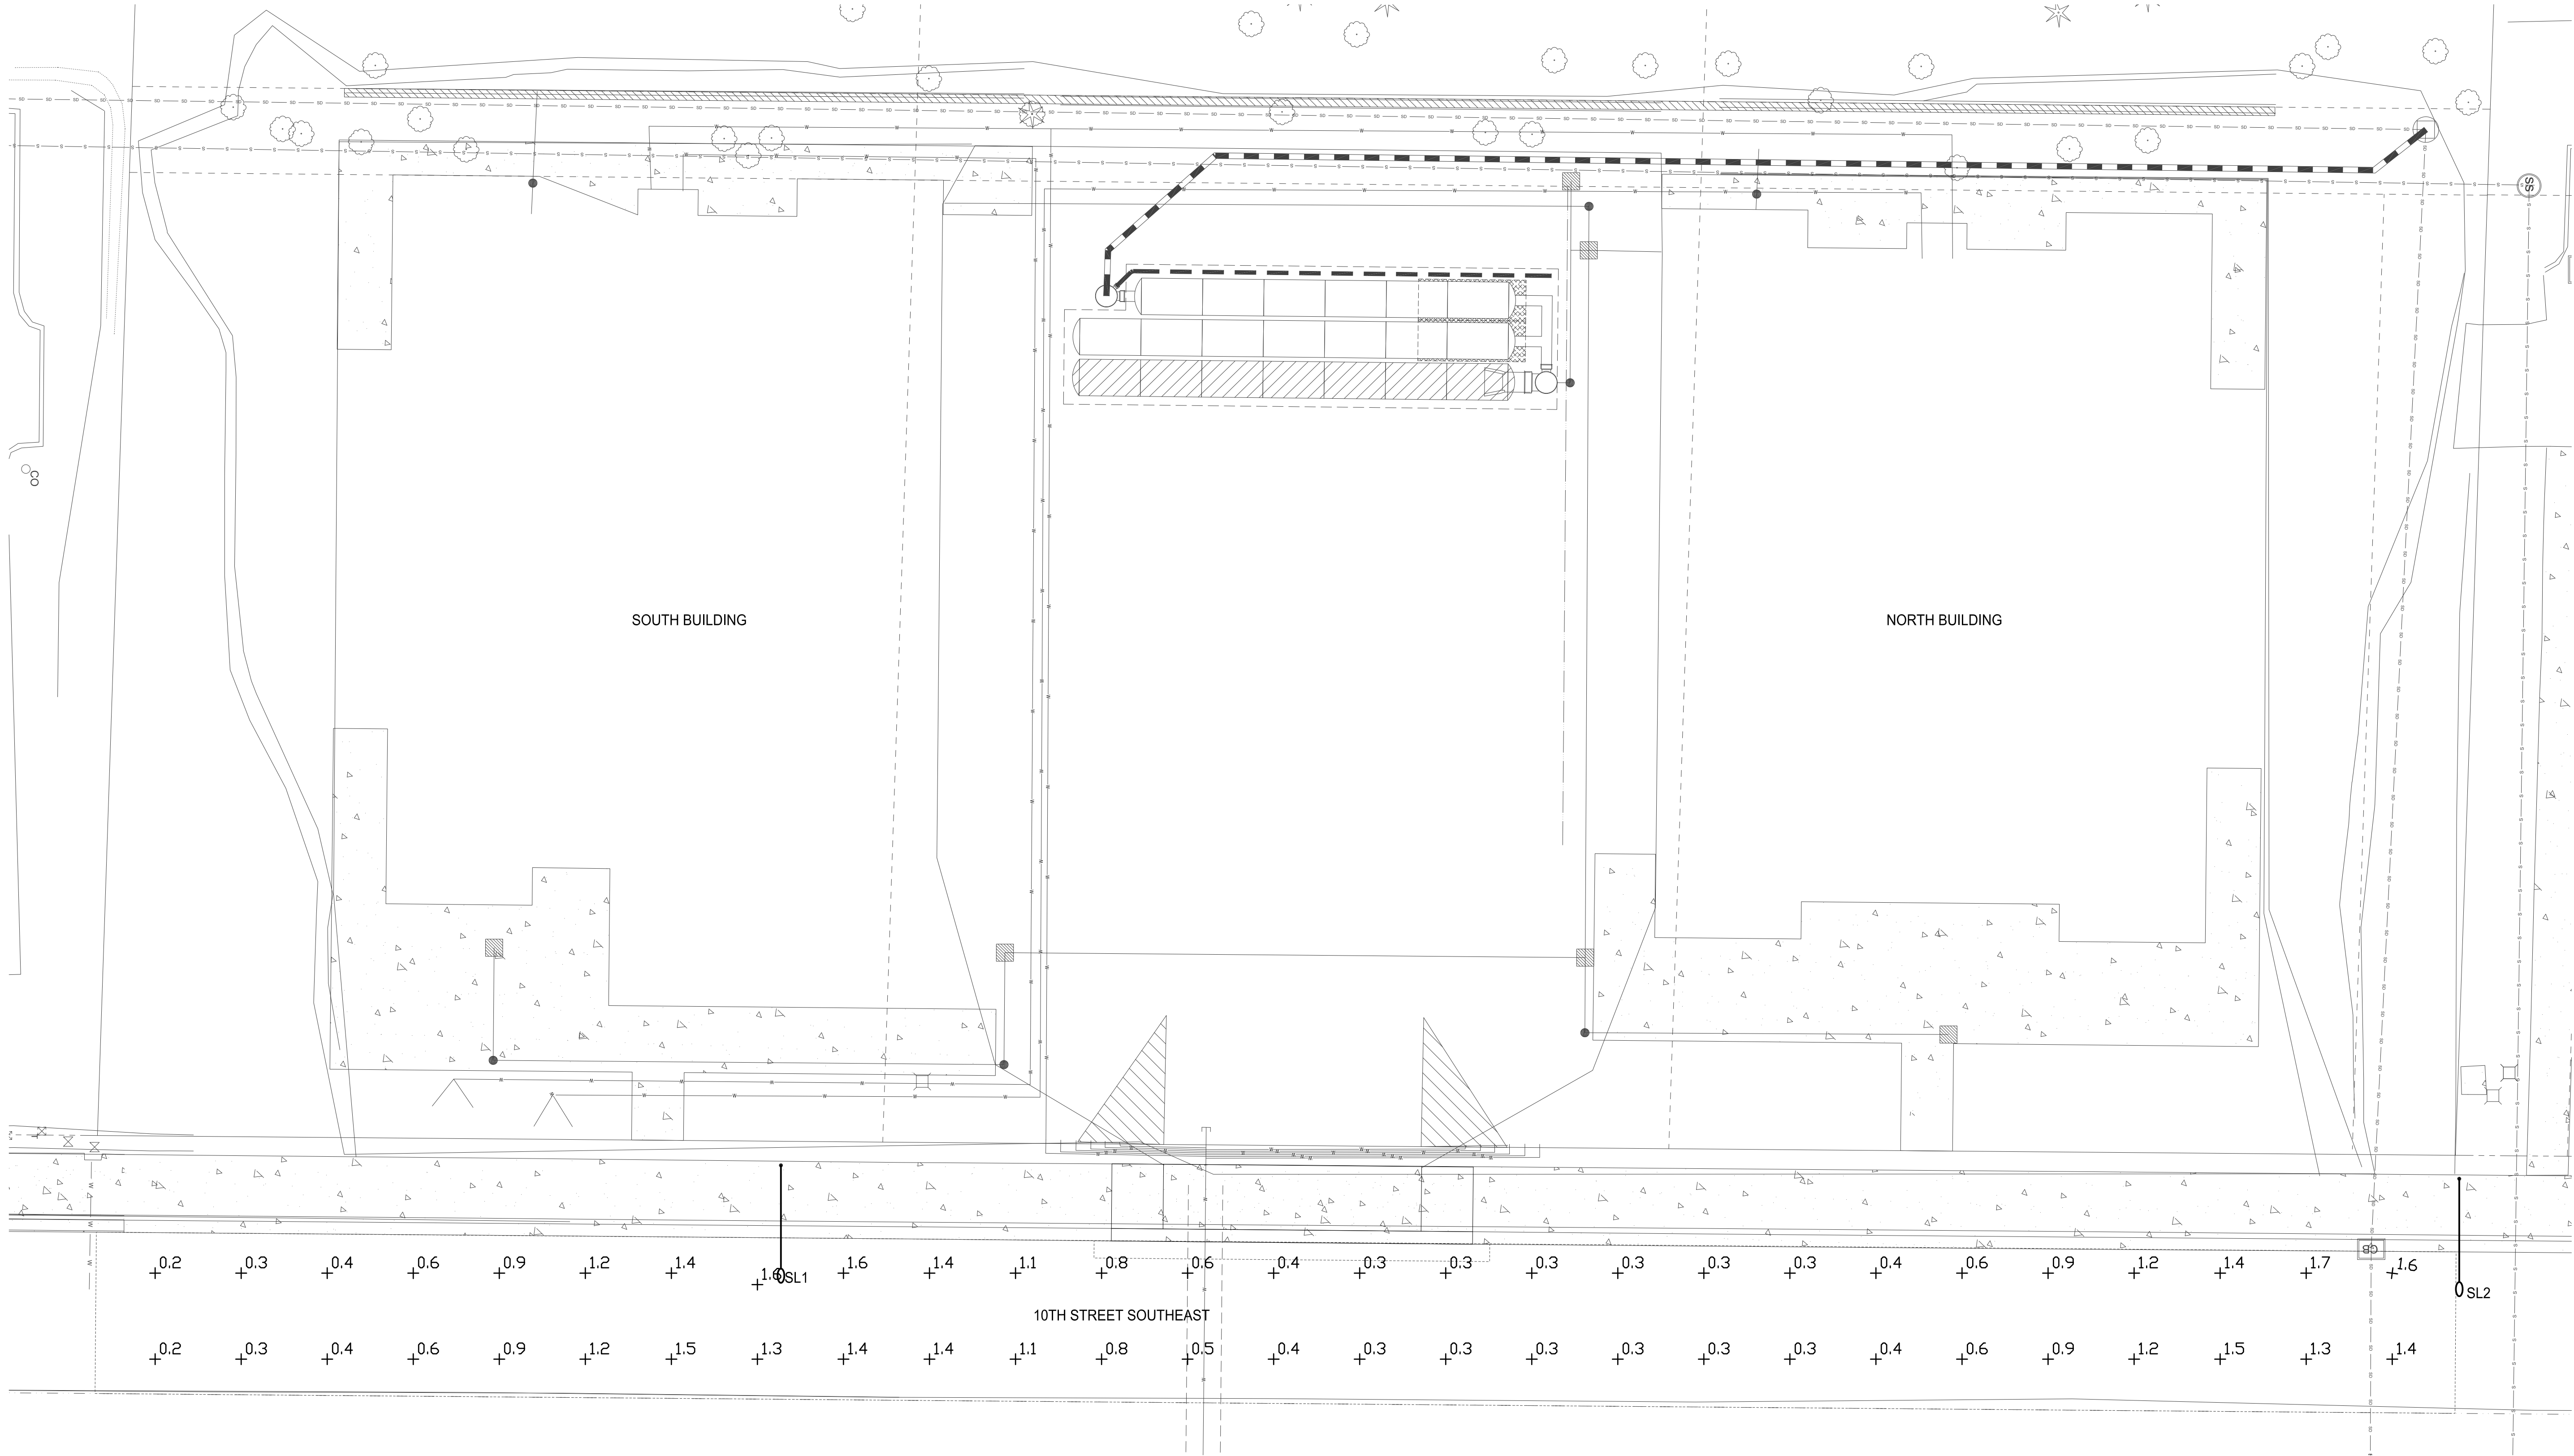 SS
CO
SOUTH BUILDING
NORTH BUILDING
0.2 0.3 0.4 0.6 0.9 1.2 1.4 1.6 SL1 1.6 1.4 1.1 0.8 0.6 0.4 0.3 0.3 0.3 0.3 0.3 0.3 0.4 0.6 0.9 1.2 1.4 1.7 1.6
GB
SL2
10TH STREET SOUTHEAST
0.2 0.3 0.4 0.6 0.9 1.2 1.5 1.3 1.4 1.4 1.1 0.8 0.5 0.4 0.3 0.3 0.3 0.3 0.3 0.3 0.4 0.6 0.9 1.2 1.5 1.3 1.4